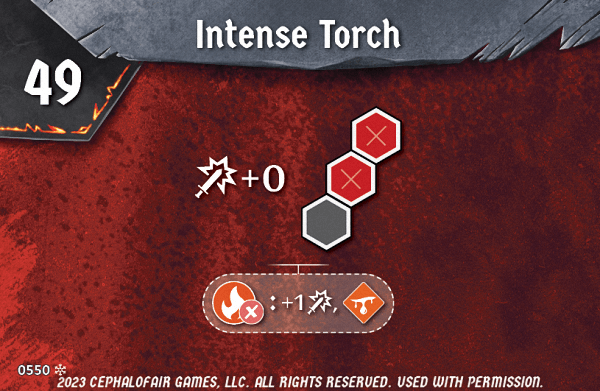 Intense Torch
49
+0
: +1 ,
0550
2023 CEPHALOFAIR GAMES, LLC. ALL RIGHTS RESERVED. USED WITH PERMISSION.